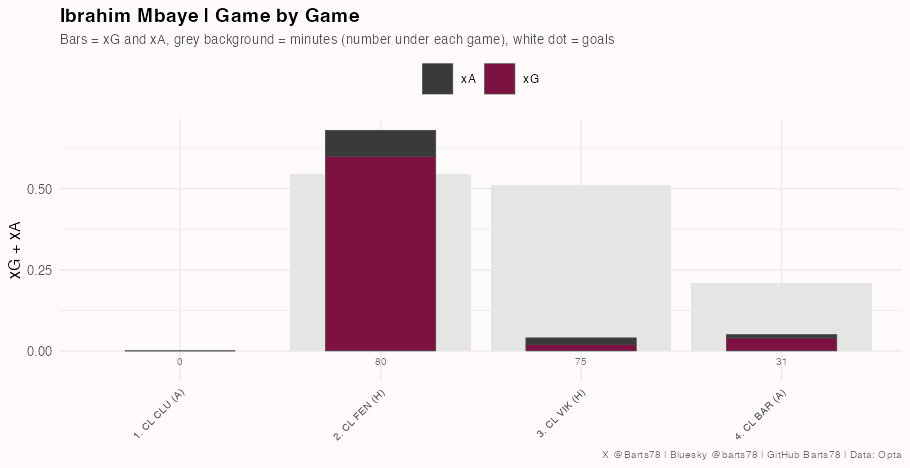 Ibrahim Mbaye | Game by Game
Bars = xG and xA, grey background = minutes (number under each game), white dot = goals
xA xG
xG + xA
0.50
0.25
0.00
0 80 75 31
1. CL CLU (A) 2. CL FEN (H) 3. CL VIK (H) 4. CL BAR (A)
X @Barts78 | Bluesky @barts78 | GitHub Barts78 | Data: Opta